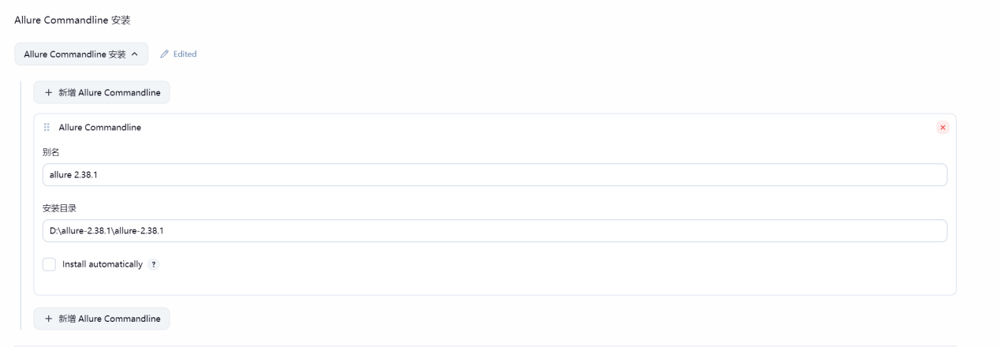 Allure Commandline 安装
Allure Commandline 安装
Edited
新增 Allure Commandline
Allure Commandline
别名
allure 2.38.1
安装目录
D:\allure-2.38.1\allure-2.38.1
Install automatically ?
新增 Allure Commandline